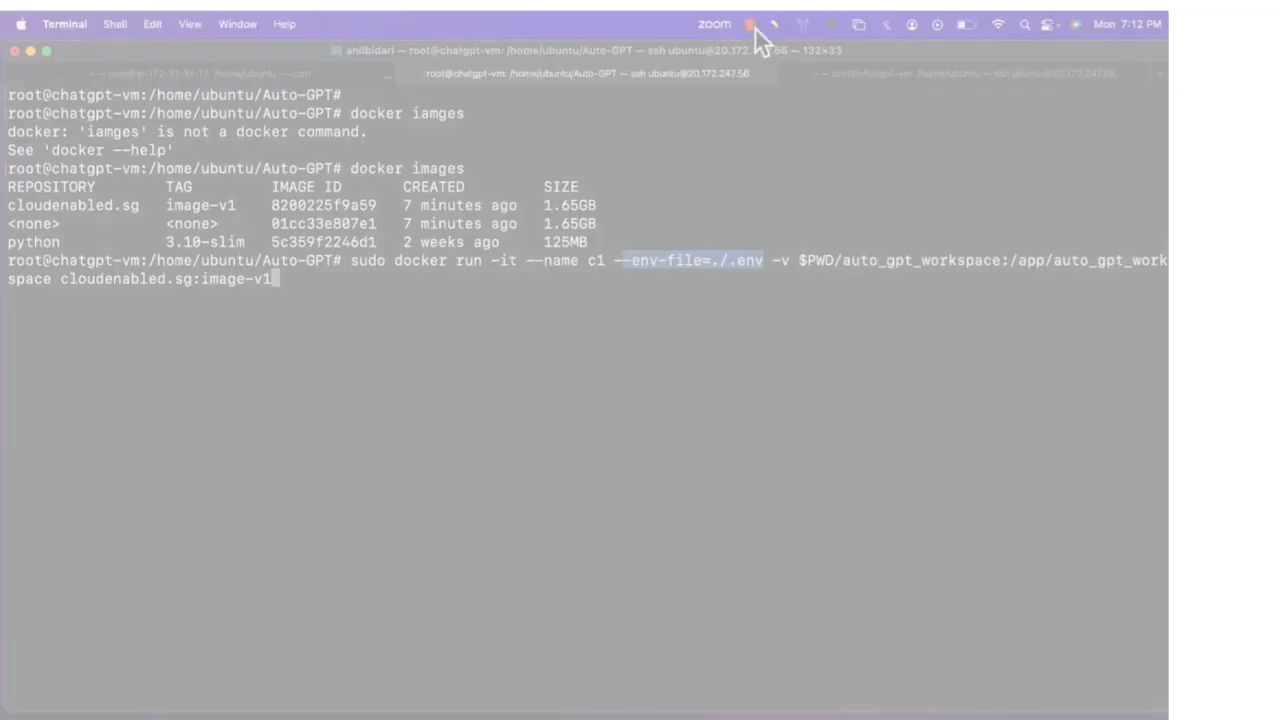 Terminal Shell Edit View Window Help zoom Mon 7:12 PM
anilbidari — root@chatgpt-vm: /home/ubuntu/Auto-GPT — ssh ubuntu@20.172.247.56 — 132×33
root@ip-172-31-31-17: /home/ubuntu — ssh ...root@chatgpt-vm: /home/ubuntu/Auto-GPT — ssh ubuntu@20.172.247.56 root@chatgpt-vm: /home/ubuntu — ssh ubuntu@20.172.247.56 +
root@chatgpt-vm:/home/ubuntu/Auto-GPT#
root@chatgpt-vm:/home/ubuntu/Auto-GPT# docker iamges
docker: 'iamges' is not a docker command.
See 'docker --help'
root@chatgpt-vm:/home/ubuntu/Auto-GPT# docker images
REPOSITORY TAG IMAGE ID CREATED SIZE
cloudenabled.sg image-v1 8200225f9a59 7 minutes ago 1.65GB
<none> <none> 01cc33e807e1 7 minutes ago 1.65GB
python 3.10-slim 5c359f2246d1 2 weeks ago 125MB
root@chatgpt-vm:/home/ubuntu/Auto-GPT# sudo docker run -it --name c1 --env-file=./.env -v $PWD/auto_gpt_workspace:/app/auto_gpt_work
space cloudenabled.sg:image-v1